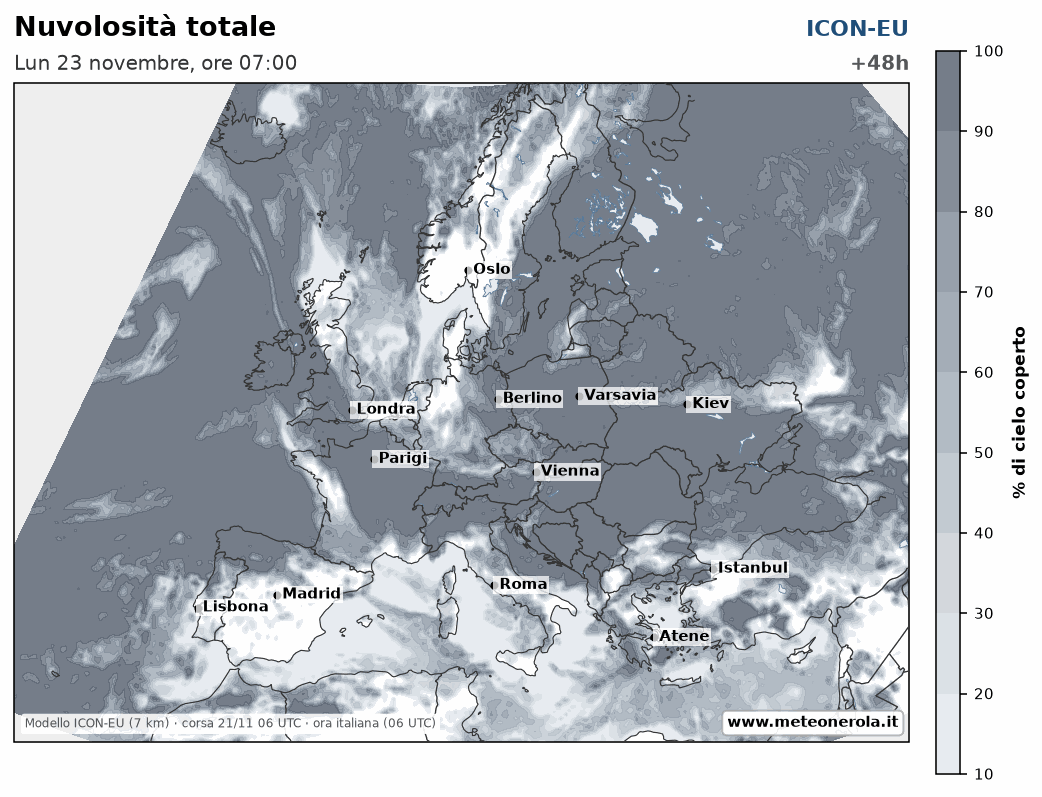 Nuvolosità totale
ICON-EU
Lun 23 novembre, ore 07:00
+48h
100
90
80
70
60
50
40
30
20
10
% di cielo coperto
Oslo
Londra
Berlino
Varsavia
Kiev
Parigi
Vienna
Istanbul
Roma
Madrid
Lisbona
Atene
Modello ICON-EU (7 km) · corsa 21/11 06 UTC · ora italiana (06 UTC)
www.meteonerola.it